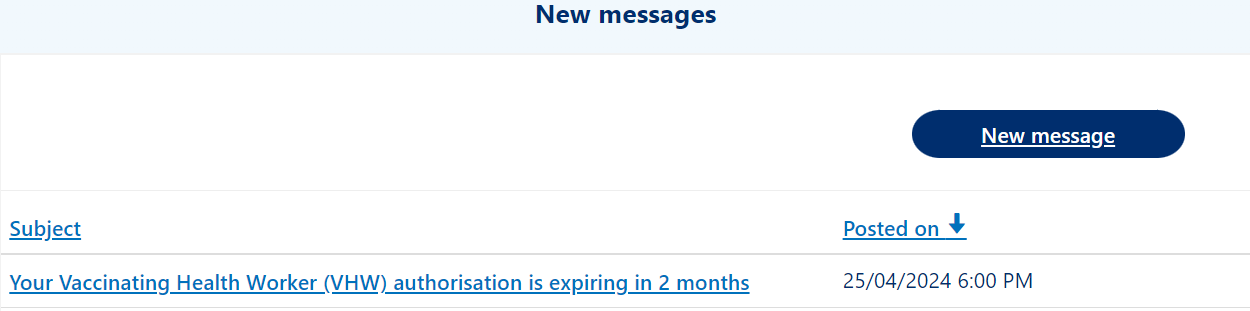 New messages
New message
Subject Posted on
Your Vaccinating Health Worker (VHW) authorisation is expiring in 2 months 25/04/2024 6:00 PM